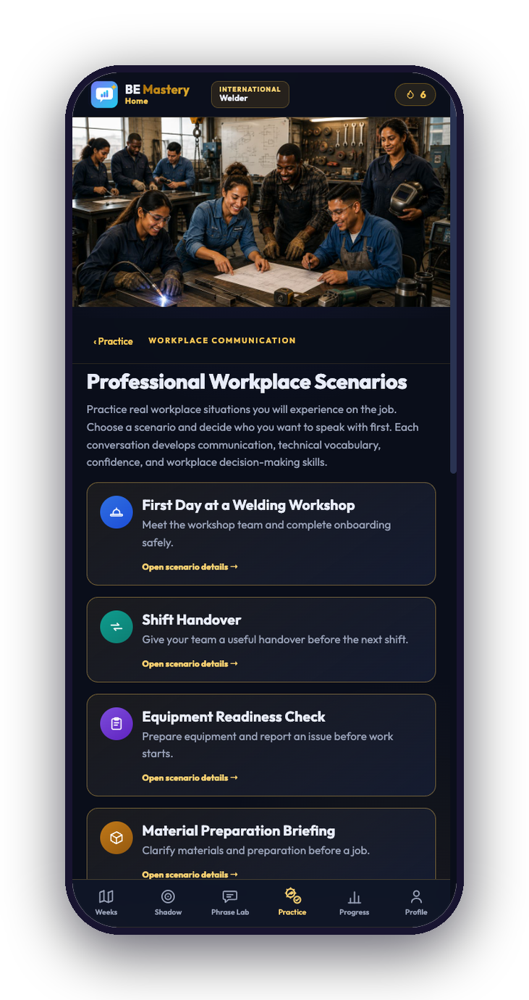 BE Mastery
Home
INTERNATIONAL
Welder
6
‹ Practice
WORKPLACE COMMUNICATION
Professional Workplace Scenarios
Practice real workplace situations you will experience on the job.
Choose a scenario and decide who you want to speak with first. Each
conversation develops communication, technical vocabulary,
confidence, and workplace decision-making skills.
First Day at a Welding Workshop
Meet the workshop team and complete onboarding
safely.
Open scenario details →
Shift Handover
Give your team a useful handover before the next shift.
Open scenario details →
Equipment Readiness Check
Prepare equipment and report an issue before work
starts.
Open scenario details →
Material Preparation Briefing
Clarify materials and preparation before a job.
Open scenario details →
Weeks
Shadow
Phrase Lab
Practice
Progress
Profile